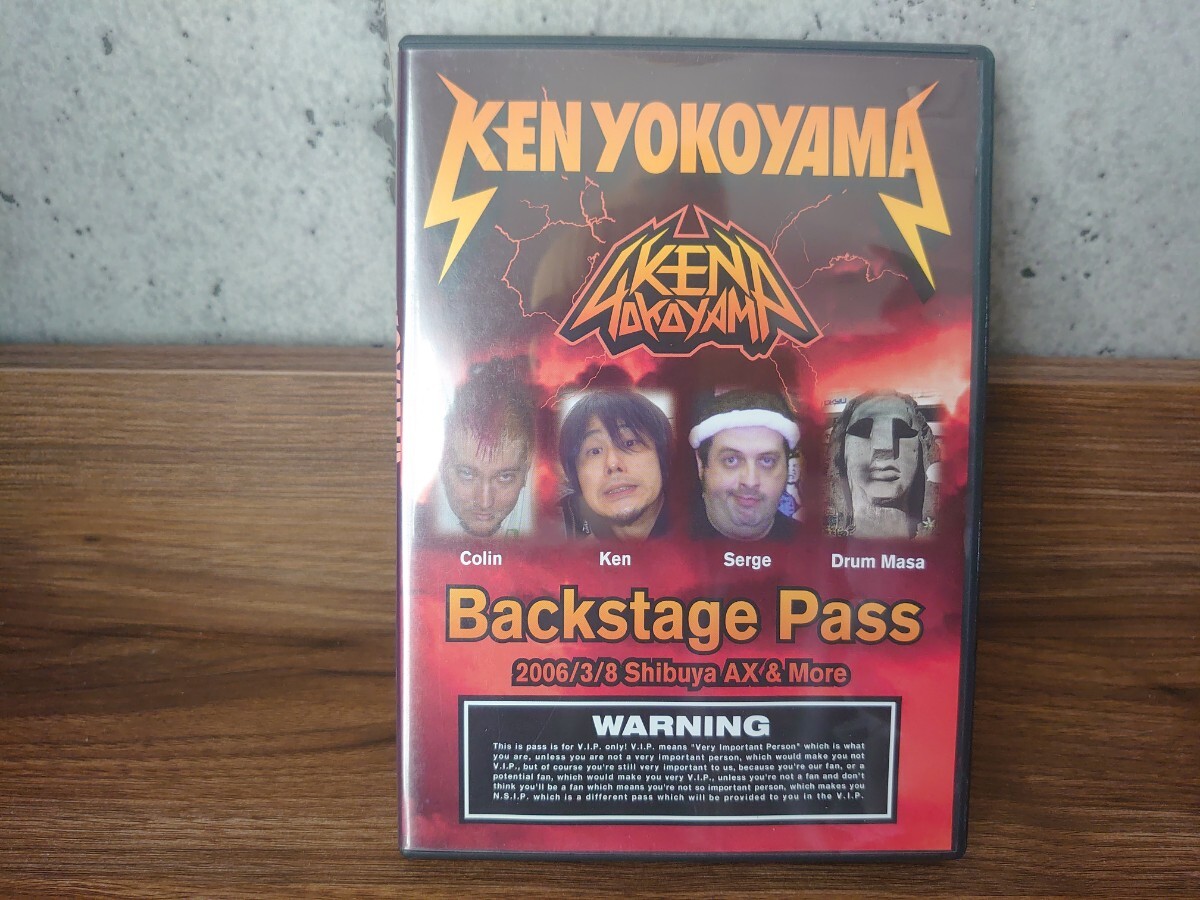 KEN YOKOYAMA
KEN
YOKOYAMA
Colin
Ken
Serge
Drum Masa
Backstage Pass
2006/3/8 Shibuya AX & More
WARNING
This is pass is for V.I.P. only! V.I.P. means "Very Important Person" which is what
you are, unless you are not a very important person, which would make you not
V.I.P., but of course you're still very important to us, because you're our fan, or a
potential fan, which would make you very V.I.P., unless you're not a fan and don't
think you'll be a fan which means you're not so important person, which makes you
N.S.I.P. which is a different pass which will be provided to you in the V.I.P.